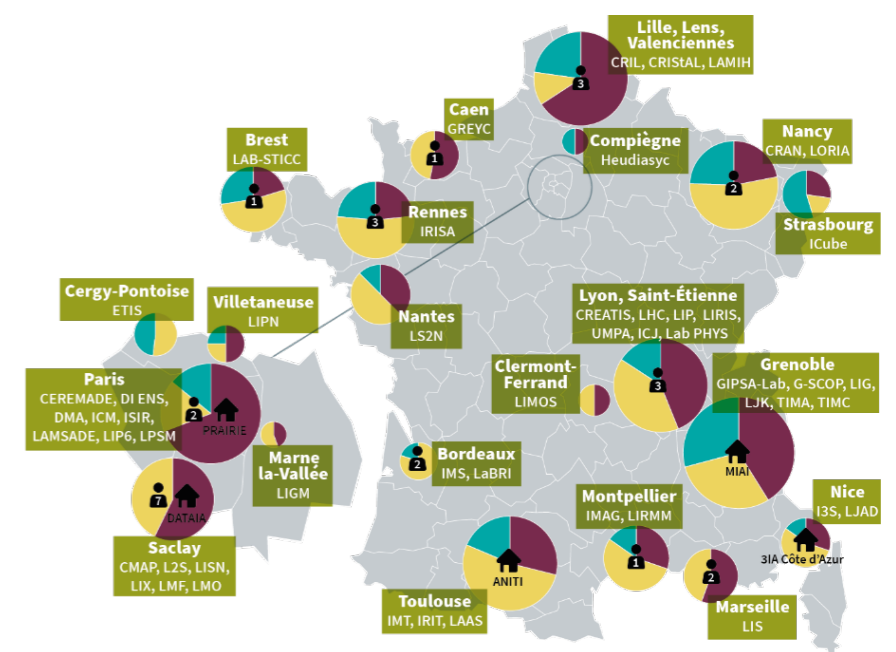 Lille, Lens,
Valenciennes
CRIL, CRIStAL, LAMIH
3
Caen
GREYC
1
Brest
LAB-STICC
1
Compiègne
Heudiasyc
Nancy
CRAN, LORIA
2
Rennes
IRISA
3
Strasbourg
ICube
Cergy-Pontoise
ETIS
Villetaneuse
LIPN
Nantes
LS2N
Lyon, Saint-Étienne
CREATIS, LHC, LIP, LIRIS,
UMPA, ICJ, Lab PHYS
3
Clermont-
Ferrand
LIMOS
Grenoble
GIPSA-Lab, G-SCOP, LIG,
LJK, TIMA, TIMC
MIAI
Paris
CEREMADE, DI ENS,
DMA, ICM, ISIR,
LAMSADE, LIP6, LPSM
2
PRAIRIE
Marne
la-Vallée
LIGM
Bordeaux
IMS, LaBRI
2
7
DATAIA
Saclay
CMAP, L2S, LISN,
LIX, LMF, LMO
Montpellier
IMAG, LIRMM
1
Nice
I3S, LJAD
3IA Côte d'Azur
ANITI
Toulouse
IMT, IRIT, LAAS
2
Marseille
LIS